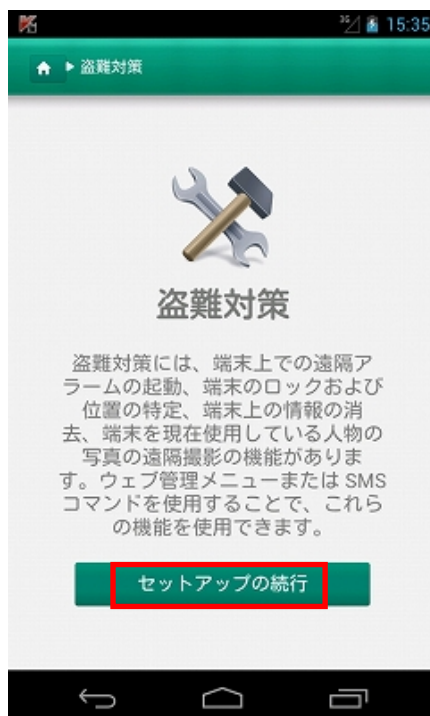 3G 15:35
盗難対策
盗難対策
盗難対策には、端末上での遠隔ア
ラームの起動、端末のロックおよび
位置の特定、端末上の情報の消
去、端末を現在使用している人物の
写真の遠隔撮影の機能がありま
す。ウェブ管理メニューまたは SMS
コマンドを使用することで、これら
の機能を使用できます。
セットアップの続行